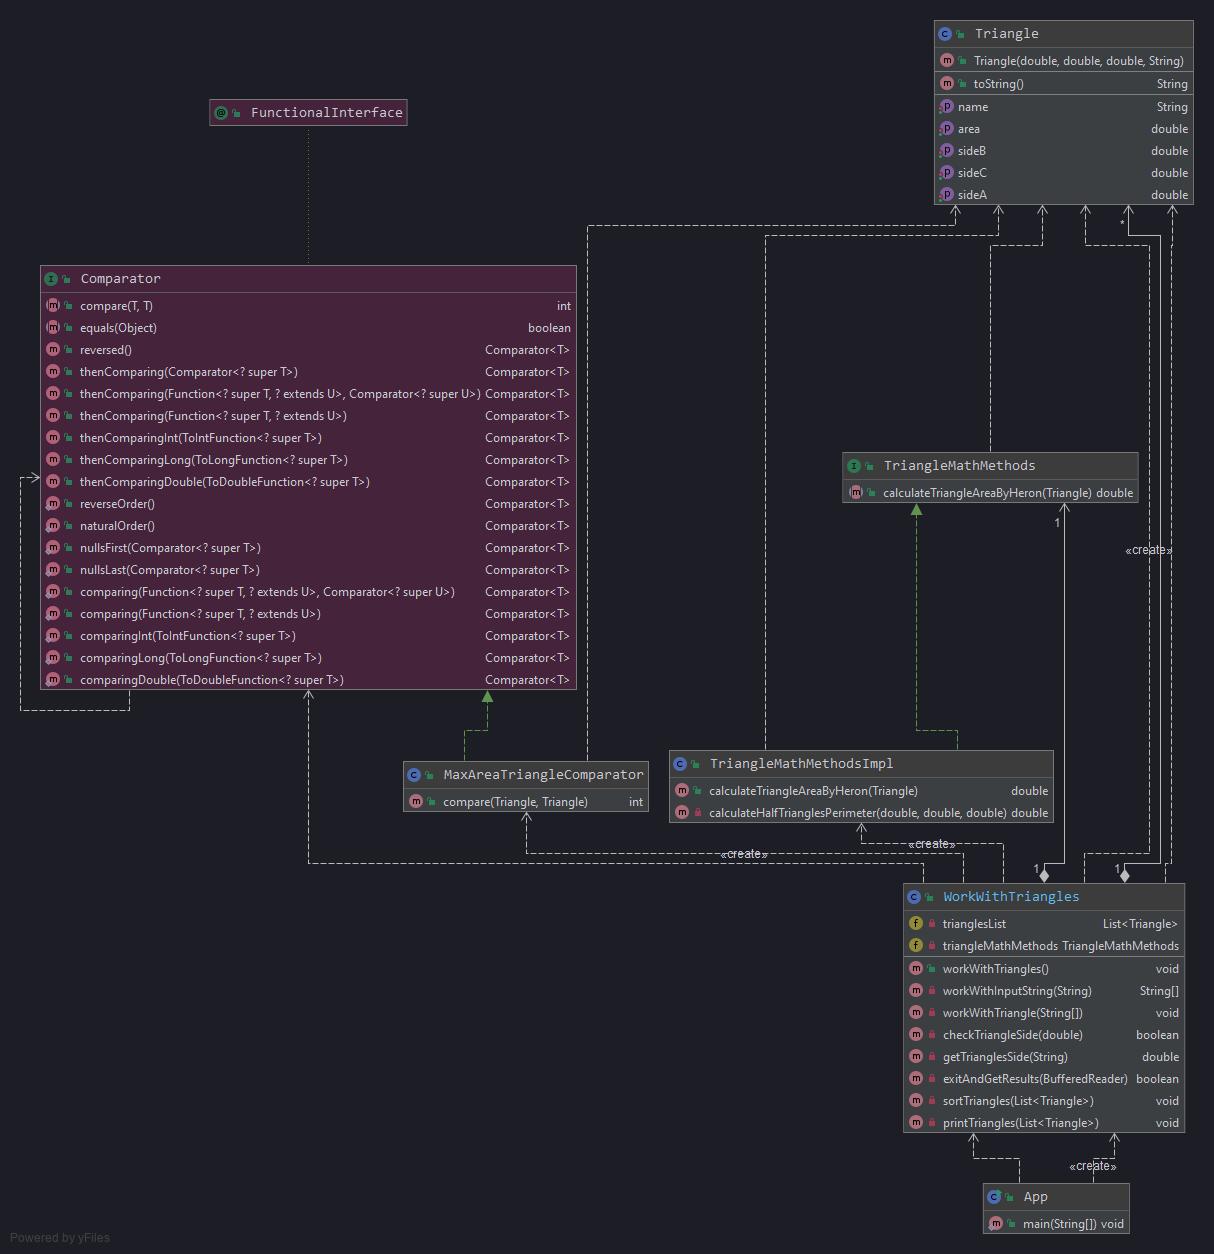 Triangle
Triangle(double, double, double, String)
toString() String
name String
area double
sideB double
sideC double
sideA double
FunctionalInterface
*
Comparator
compare(T, T) int
equals(Object) boolean
reversed() Comparator<T>
thenComparing(Comparator<? super T>) Comparator<T>
thenComparing(Function<? super T, ? extends U>, Comparator<? super U>) Comparator<T>
thenComparing(Function<? super T, ? extends U>) Comparator<T>
thenComparingInt(ToIntFunction<? super T>) Comparator<T>
thenComparingLong(ToLongFunction<? super T>) Comparator<T>
thenComparingDouble(ToDoubleFunction<? super T>) Comparator<T>
reverseOrder() Comparator<T>
naturalOrder() Comparator<T>
nullsFirst(Comparator<? super T>) Comparator<T>
nullsLast(Comparator<? super T>) Comparator<T>
comparing(Function<? super T, ? extends U>, Comparator<? super U>) Comparator<T>
comparing(Function<? super T, ? extends U>) Comparator<T>
comparingInt(ToIntFunction<? super T>) Comparator<T>
comparingLong(ToLongFunction<? super T>) Comparator<T>
comparingDouble(ToDoubleFunction<? super T>) Comparator<T>
TriangleMathMethods
calculateTriangleAreaByHeron(Triangle) double
1
«create»
MaxAreaTriangleComparator
compare(Triangle, Triangle) int
TriangleMathMethodsImpl
calculateTriangleAreaByHeron(Triangle) double
calculateHalfTrianglesPerimeter(double, double, double) double
«create»
«create»
1
1
WorkWithTriangles
trianglesList List<Triangle>
triangleMathMethods TriangleMathMethods
workWithTriangles() void
workWithInputString(String) String[]
workWithTriangle(String[]) void
checkTriangleSide(double) boolean
getTrianglesSide(String) double
exitAndGetResults(BufferedReader) boolean
sortTriangles(List<Triangle>) void
printTriangles(List<Triangle>) void
«create»
App
main(String[]) void
Powered by yFiles